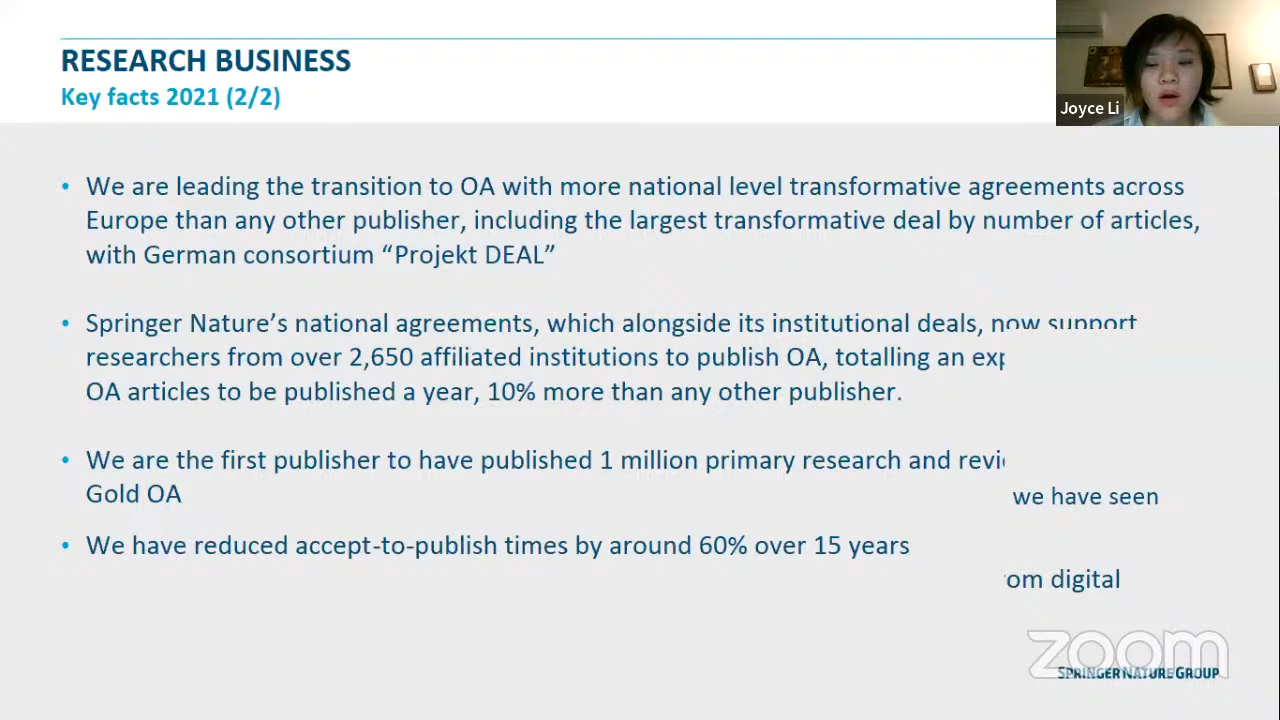 RESEARCH BUSINESS
Key facts 2021 (2/2)
Joyce Li
• We are leading the transition to OA with more national level transformative agreements across
Europe than any other publisher, including the largest transformative deal by number of articles,
with German consortium “Projekt DEAL”
• Springer Nature’s national agreements, which alongside its institutional deals, now support
researchers from over 2,650 affiliated institutions to publish OA, totalling an
OA articles to be published a year, 10% more than any other publisher.
• We are the first publisher to have published 1 million primary research and
Gold OA
we have seen
• We have reduced accept-to-publish times by around 60% over 15 years
digital
zoom
SPRINGER NATURE GROUP